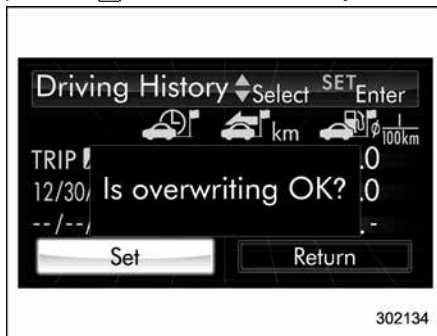 Driving History Select SET Enter
km ø l/100km
TRIP .0
12/30/ .0
--/--/ .-
Is overwriting OK?
Set Return
302134